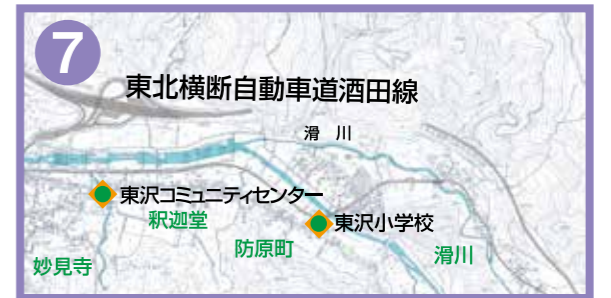 7
東北横断自動車道酒田線
滑 川
東沢コミュニティセンター
釈迦堂
東沢小学校
防原町
滑川
妙見寺